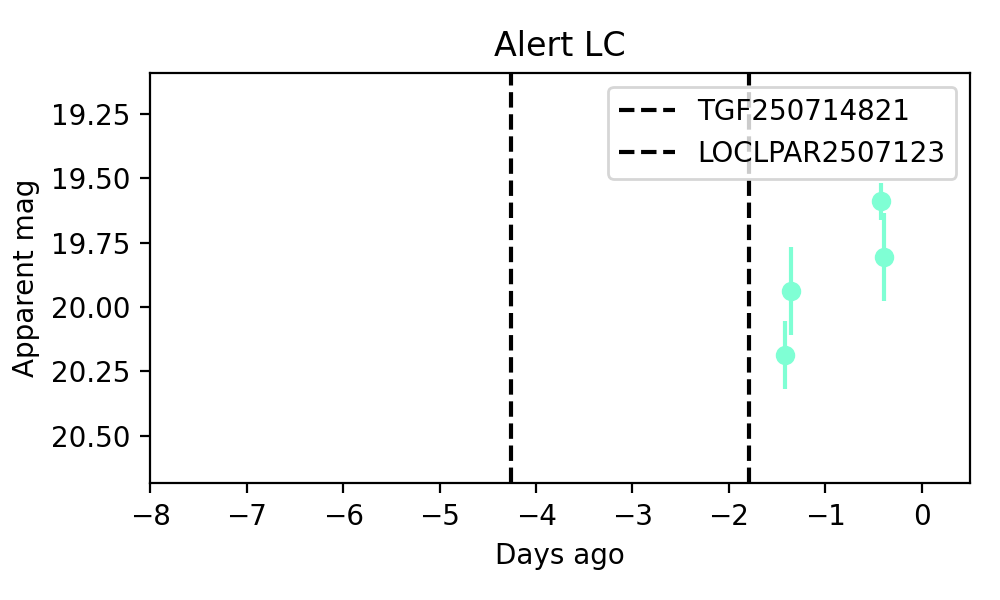 Alert LC
TGF250714821
LOCLPAR2507123
19.25
19.50
19.75
20.00
20.25
20.50
Apparent mag
−8 −7 −6 −5 −4 −3 −2 −1 0
Days ago